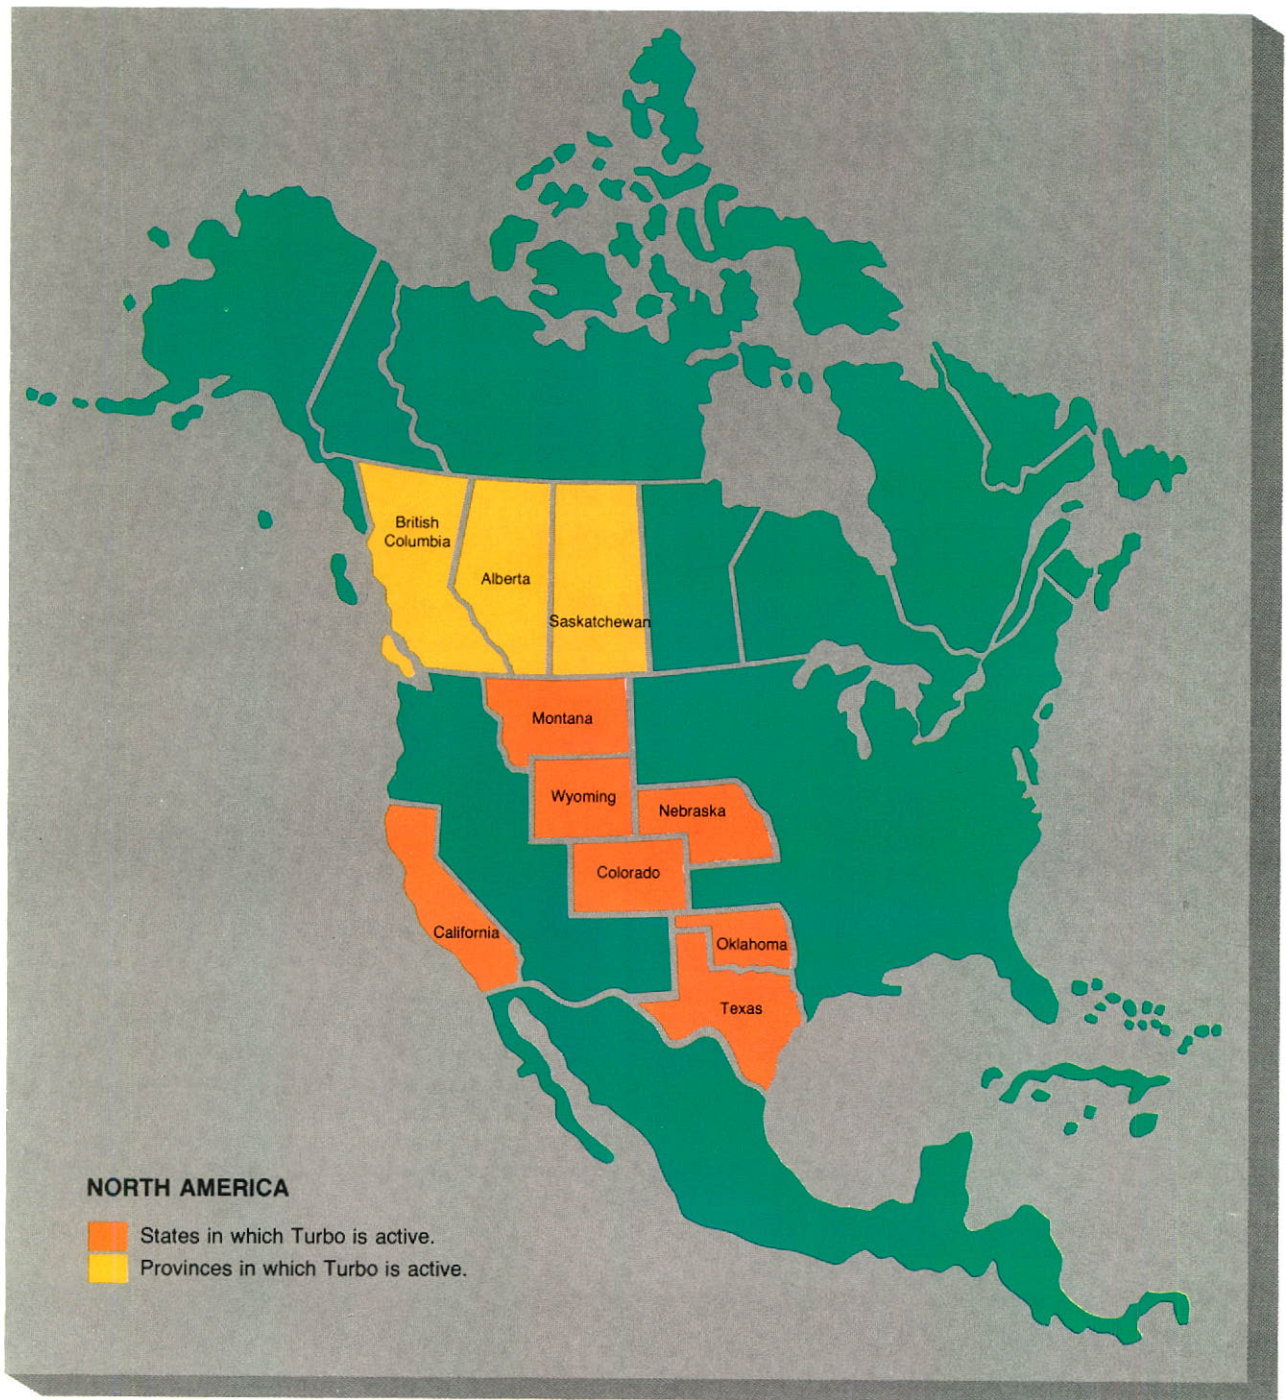 British
Columbia
Alberta
Saskatchewan
Montana
Wyoming
Nebraska
Colorado
California
Oklahoma
Texas
NORTH AMERICA
States in which Turbo is active.
Provinces in which Turbo is active.